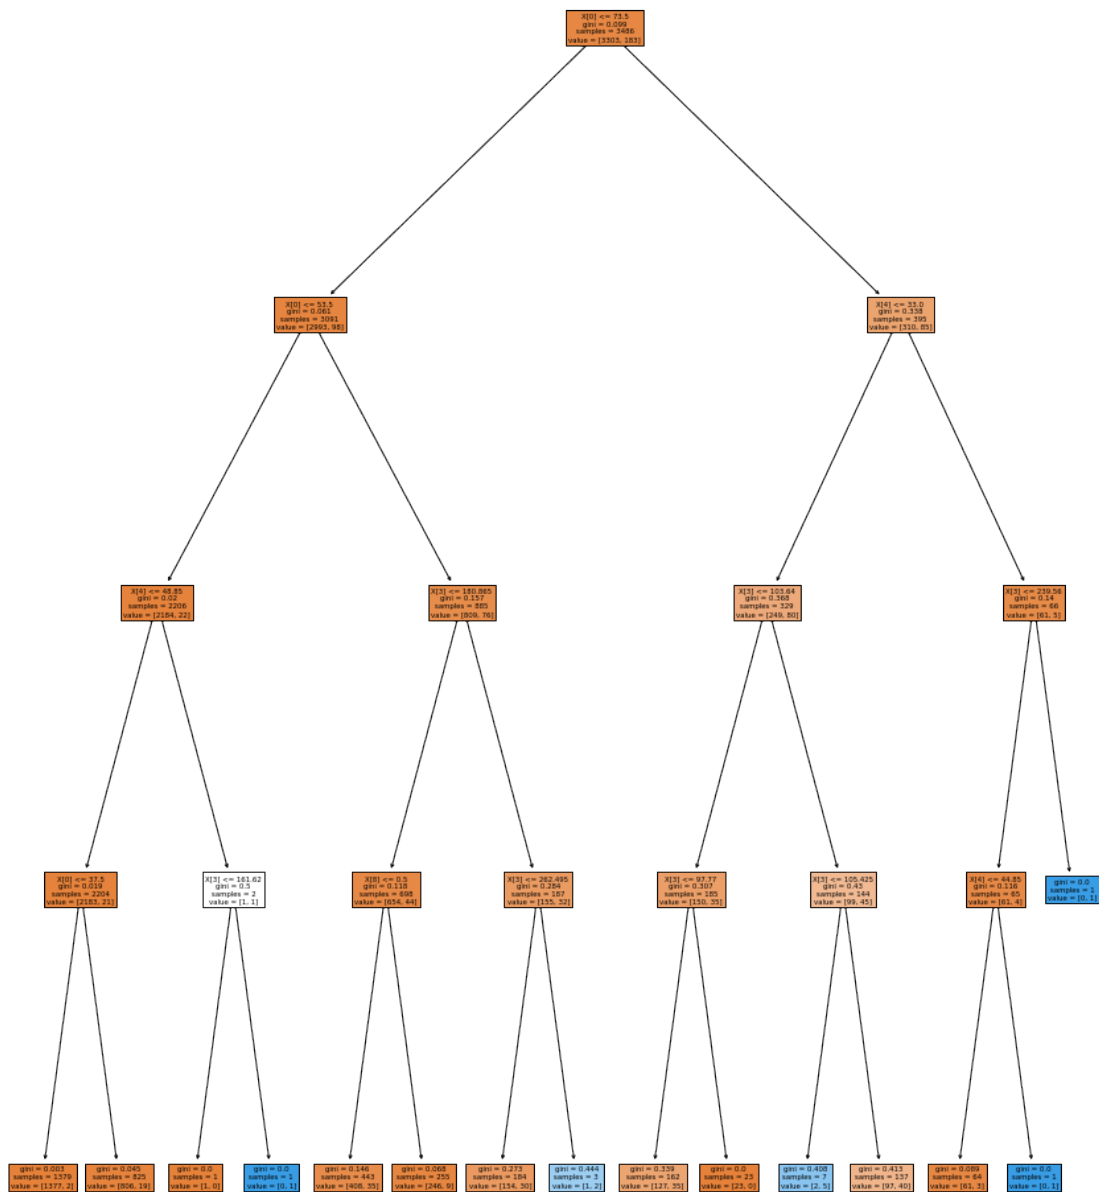 X[0] <= 73.5
gini = 0.099
samples = 3486
value = [3303, 183]
X[0] <= 53.5
gini = 0.061
samples = 3091
value = [2993, 98]
X[4] <= 33.0
gini = 0.338
samples = 395
value = [310, 85]
X[4] <= 48.85
gini = 0.02
samples = 2206
value = [2184, 22]
X[3] <= 180.865
gini = 0.157
samples = 885
value = [809, 76]
X[3] <= 103.64
gini = 0.368
samples = 329
value = [249, 80]
X[3] <= 239.56
gini = 0.14
samples = 66
value = [61, 5]
X[0] <= 37.5
gini = 0.019
samples = 2204
value = [2183, 21]
X[3] <= 161.62
gini = 0.5
samples = 2
value = [1, 1]
X[8] <= 0.5
gini = 0.118
samples = 698
value = [654, 44]
X[3] <= 262.495
gini = 0.284
samples = 187
value = [155, 32]
X[3] <= 97.77
gini = 0.307
samples = 185
value = [150, 35]
X[3] <= 105.425
gini = 0.43
samples = 144
value = [99, 45]
X[4] <= 44.85
gini = 0.116
samples = 65
value = [61, 4]
gini = 0.0
samples = 1
value = [0, 1]
gini = 0.003
samples = 1379
value = [1377, 2]
gini = 0.045
samples = 825
value = [806, 19]
gini = 0.0
samples = 1
value = [1, 0]
gini = 0.0
samples = 1
value = [0, 1]
gini = 0.146
samples = 443
value = [408, 35]
gini = 0.068
samples = 255
value = [246, 9]
gini = 0.273
samples = 184
value = [154, 30]
gini = 0.444
samples = 3
value = [1, 2]
gini = 0.339
samples = 162
value = [127, 35]
gini = 0.0
samples = 23
value = [23, 0]
gini = 0.408
samples = 7
value = [2, 5]
gini = 0.413
samples = 137
value = [97, 40]
gini = 0.089
samples = 64
value = [61, 3]
gini = 0.0
samples = 1
value = [0, 1]